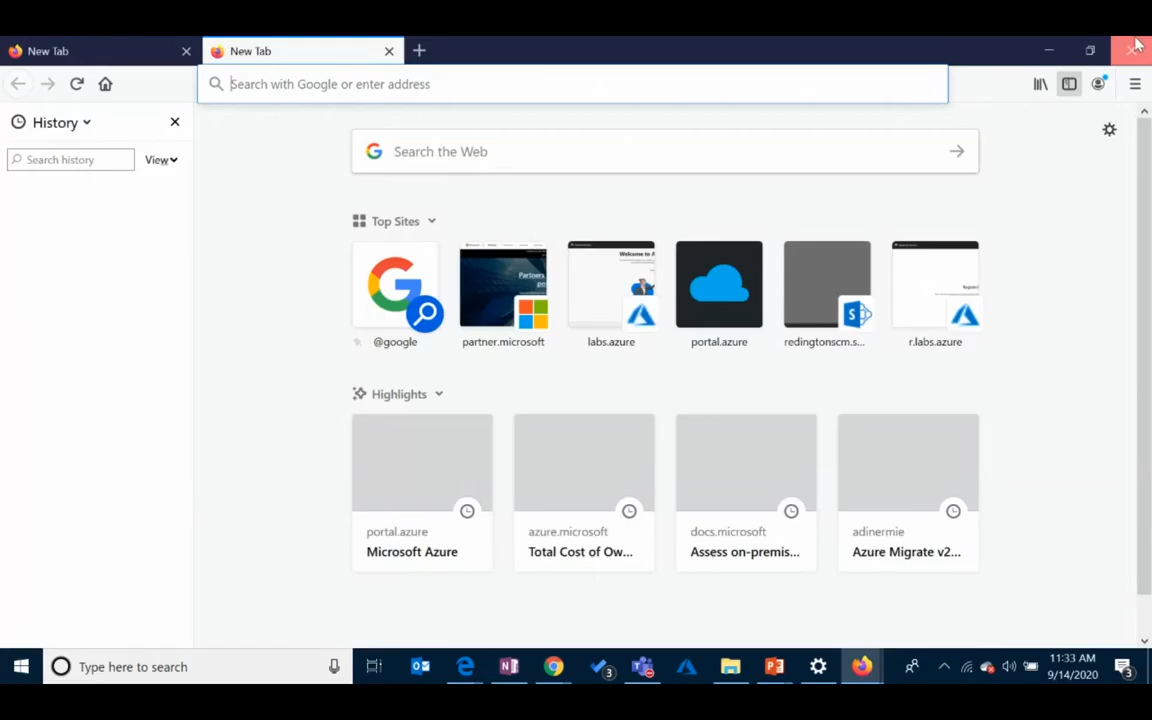 New Tab
New Tab
Search with Google or enter address
History
Search history
View
Search the Web
Top Sites
@google
partner.microsoft
labs.azure
portal.azure
redingtonscm.s...
r.labs.azure
Highlights
portal.azure
Microsoft Azure
azure.microsoft
Total Cost of Ow...
docs.microsoft
Assess on-premis...
adinermie
Azure Migrate v2...
Type here to search
3
11:33 AM
9/14/2020
3